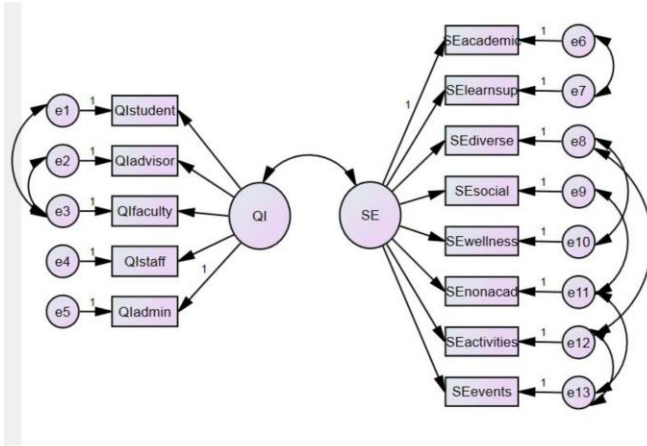 SEacademic
1
e6
1
SElearnsup
1
e7
e1
1
QIstudent
SEdiverse
1
e8
e2
1
QIadvisor
SEsocial
1
e9
e3
1
QIfaculty
QI
SE
SEwellness
1
e10
e4
1
QIstaff
1
SEnonacad
1
e11
e5
1
QIadmin
SEactivities
1
e12
SEevents
1
e13